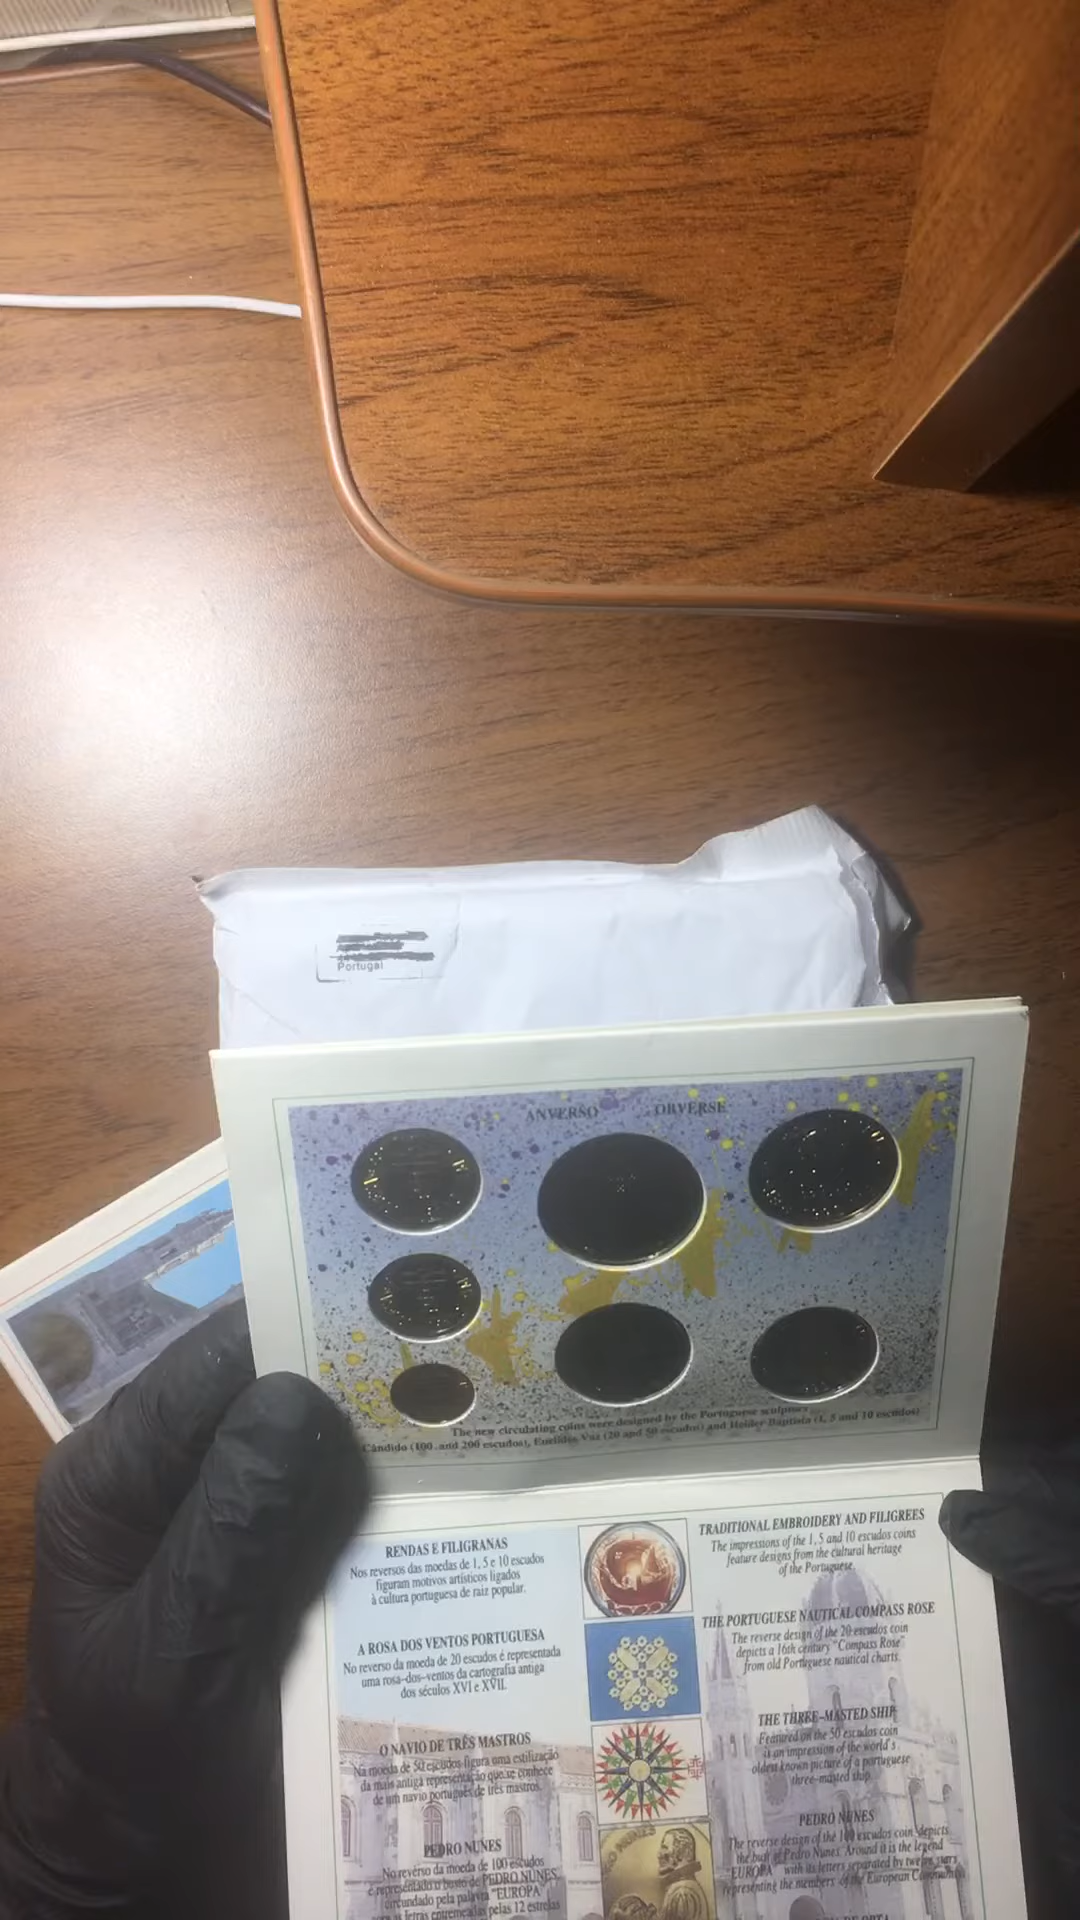 Portugal
ANVERSO OBVERSE
The new circulating coins were designed by the Portuguese sculptors
Cândido (100 and 200 escudos), Euclides Vaz (20 and 50 escudos) and Helder Baptista (1, 5 and 10 escudos)
RENDAS E FILIGRANAS
Nos reversos das moedas de 1, 5 e 10 escudos
figuram motivos artísticos ligados
à cultura portuguesa de raiz popular.
TRADITIONAL EMBROIDERY AND FILIGREES
The impressions of the 1, 5 and 10 escudos coins
feature designs from the cultural heritage
of the Portuguese.
A ROSA DOS VENTOS PORTUGUESA
No reverso da moeda de 20 escudos é representada
uma rosa-dos-ventos da cartografia antiga
dos séculos XVI e XVII.
THE PORTUGUESE NAUTICAL COMPASS ROSE
The reverse design of the 20 escudos coin
depicts a 16th century "Compass Rose"
from old Portuguese nautical charts.
O NAVIO DE TRÊS MASTROS
Na moeda de 50 escudos figura uma estilização
da mais antiga representação que se conhece
de um navio português de três mastros.
THE THREE-MASTED SHIP
Featured on the 50 escudos coin
is an impression of the world's
oldest known picture of a portuguese
three-masted ship.
PEDRO NUNES
No reverso da moeda de 100 escudos
é representado o busto de PEDRO NUNES,
circundado pela palavra "EUROPA"
as letras entremeadas pelas 12 estrelas
NUNES
PEDRO NUNES
The reverse design of the 100 escudos coin depicts
the bust of Pedro Nunes. Around it is the legend
"EUROPA" with its letters separated by twelve stars
representing the members of the European Community